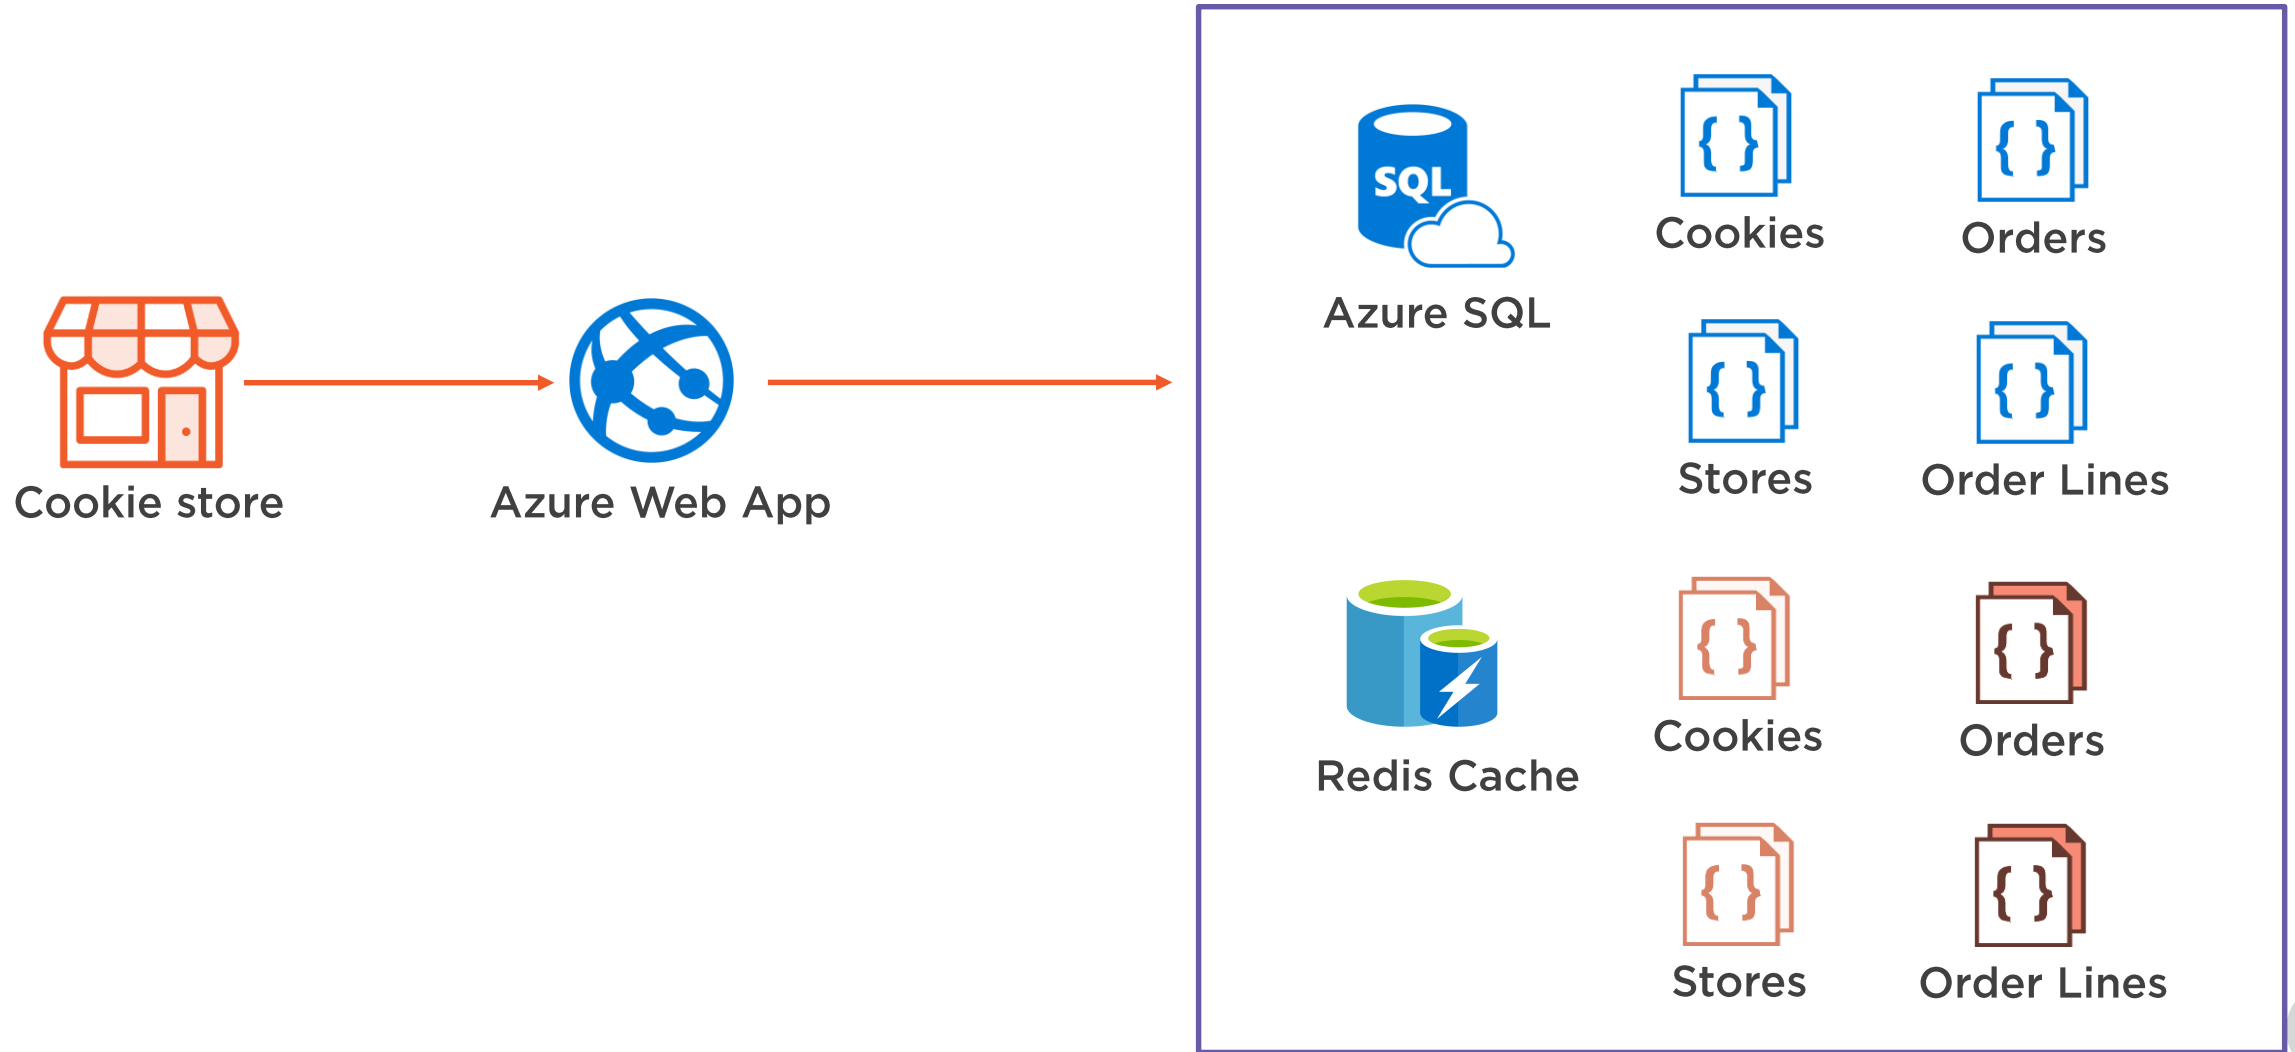 Cookie store
Azure Web App
SQL
Azure SQL
{ }
Cookies
{ }
Orders
{ }
Stores
{ }
Order Lines
Redis Cache
{ }
Cookies
{ }
Orders
{ }
Stores
{ }
Order Lines